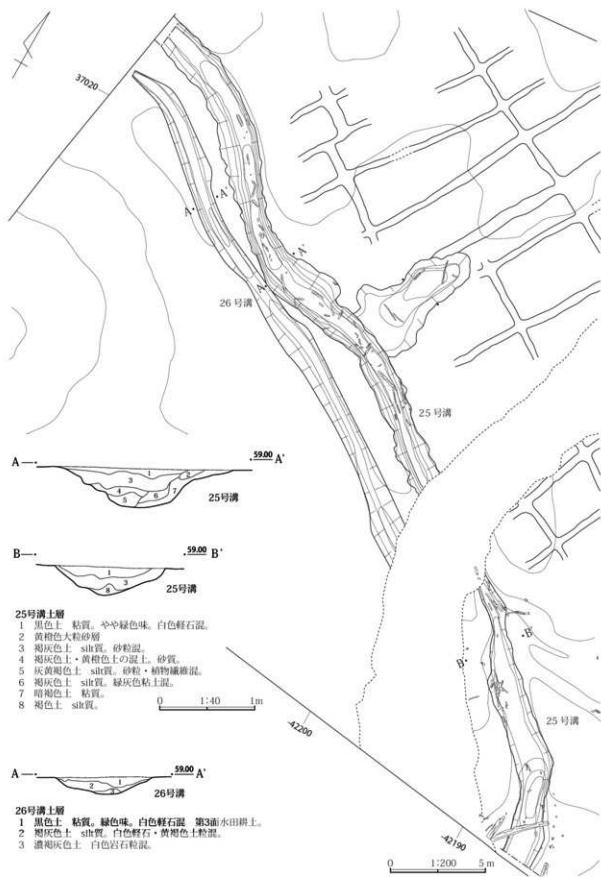 37020
A
A'
A'
A
26号溝
25号溝
A 59.00 A'
1
2
3
4
5
6
7
25号溝
B 59.00 B'
1
3
8
25号溝
25号溝土層
1 黒色土 粘質。やや緑色味。白色軽石混。
2 黄橙色大粒砂層
3 褐灰色土 silt質。砂粒混。
4 褐灰色土・黄橙色土の混土。砂質。
5 灰黄褐色土 silt質。砂粒・植物繊維混。
6 褐灰色土 silt質。緑灰色粘土混。
7 暗褐色土 粘質。
8 褐色土 silt質。
0 1:40 1m
B
B'
25号溝
-42200
-42190
A 59.00 A'
1
2
3
26号溝
26号溝土層
1 黒色土 粘質。緑色味。白色軽石混 第3面水田耕土。
2 褐灰色土 silt質。白色軽石・黄褐色土粒混。
3 濃褐灰色土 白色岩石粒混。
0 1:200 5m